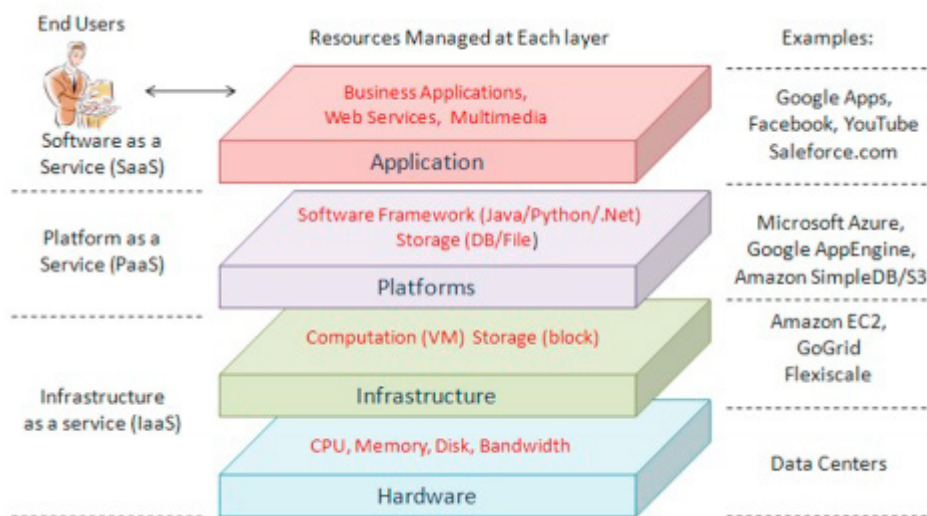 End Users
Resources Managed at Each layer
Examples:
Business Applications,
Web Services, Multimedia
Application
Software as a
Service (SaaS)
Google Apps,
Facebook, YouTube
Saleforce.com
Software Framework (Java/Python/.Net)
Storage (DB/File)
Platforms
Platform as a
Service (PaaS)
Microsoft Azure,
Google AppEngine,
Amazon SimpleDB/S3
Computation (VM) Storage (block)
Infrastructure
Amazon EC2,
GoGrid
Flexiscale
Infrastructure
as a service (IaaS)
CPU, Memory, Disk, Bandwidth
Hardware
Data Centers